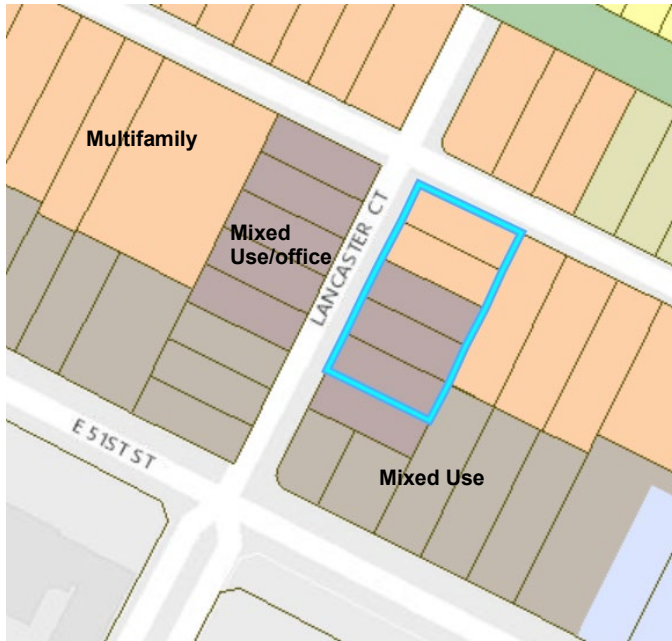 Multifamily
Mixed
Use/office
LANCASTER CT
E 51ST ST
Mixed Use